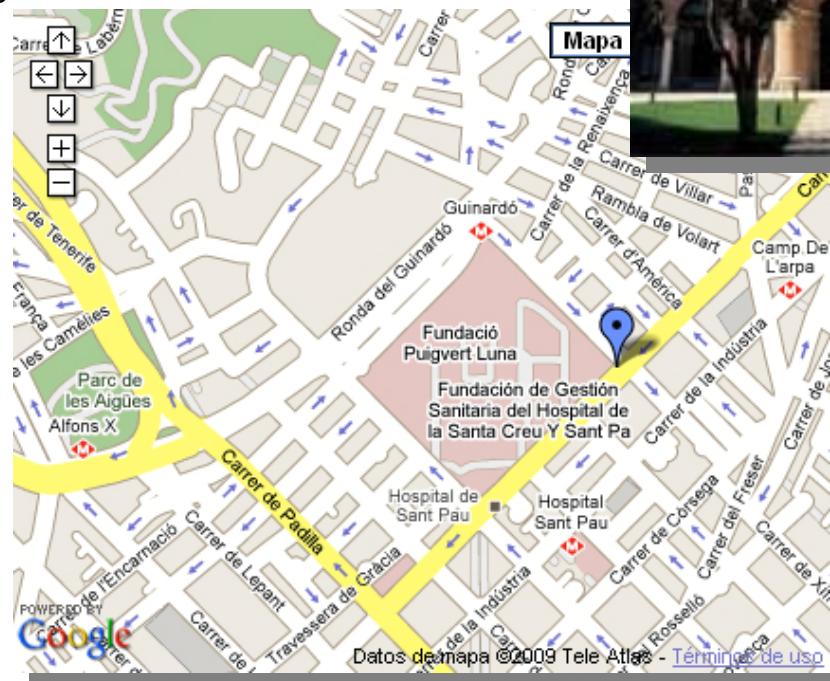 Carrer de Labèrn
Carrer
Mapa
Ronda
Carrer de la Renaixença
Carrer de Villar
Rambla de Volart
Carrer d'Amèrica
Guinardó
Ronda del Guinardó
Camp De
L'arpa
er de Tenerife
França
e les Camèlies
Parc de
les Aigües
Alfons X
Fundació
Puigvert Luna
Fundación de Gestión
Sanitaria del Hospital de
la Santa Creu Y Sant Pa
Carrer de la Indústria
Hospital de
Sant Pau
Hospital
Sant Pau
Carrer de Padilla
Carrer de Còrsega
Carrer del Freser
Carrer de l'Encarnació
Carrer de Lepant
Travessera de Gràcia
de la Indústria
Rosselló
POWERED BY
Google
Datos de mapa ©2009 Tele Atlas - Términos de uso